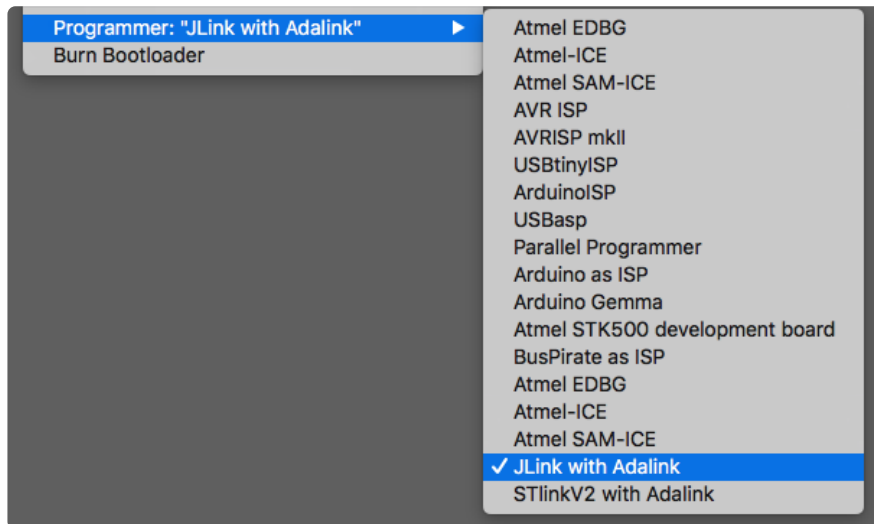 Programmer: "JLink with Adalink"
Burn Bootloader
Atmel EDBG
Atmel-ICE
Atmel SAM-ICE
AVR ISP
AVRISP mkII
USBtinyISP
ArduinoISP
USBasp
Parallel Programmer
Arduino as ISP
Arduino Gemma
Atmel STK500 development board
BusPirate as ISP
Atmel EDBG
Atmel-ICE
Atmel SAM-ICE
✓ JLink with Adalink
STlinkV2 with Adalink